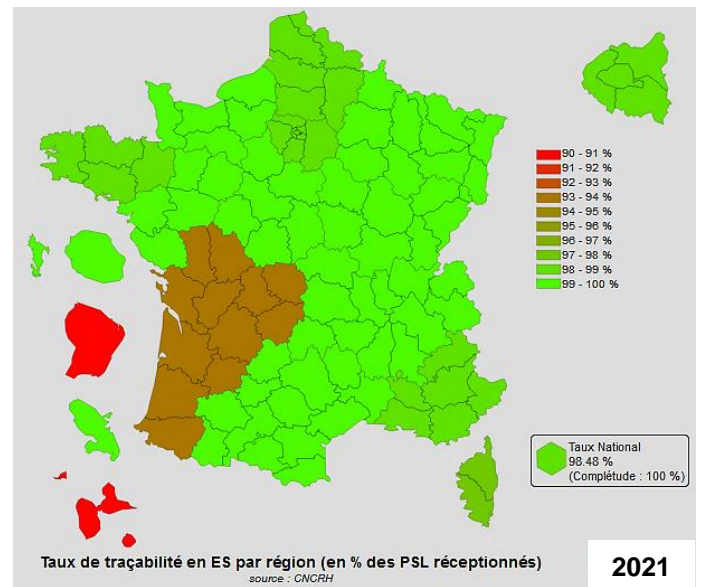 90 - 91 %
91 - 92 %
92 - 93 %
93 - 94 %
94 - 95 %
95 - 96 %
96 - 97 %
97 - 98 %
98 - 99 %
99 - 100 %
Taux National
98.48 %
(Complétude : 100 %)
Taux de traçabilité en ES par région (en % des PSL réceptionnés)
source : CNCRH
2021